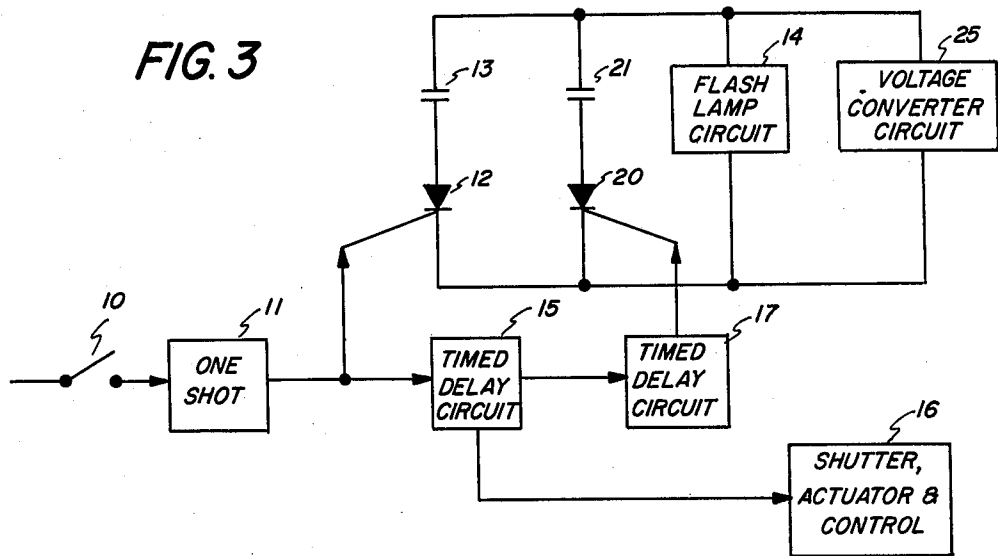 FIG. 3
13
21
14
25
FLASH
LAMP
CIRCUIT
VOLTAGE
CONVERTER
CIRCUIT
12
20
10
11
15
17
ONE
SHOT
TIMED
DELAY
CIRCUIT
TIMED
DELAY
CIRCUIT
16
SHUTTER,
ACTUATOR &
CONTROL